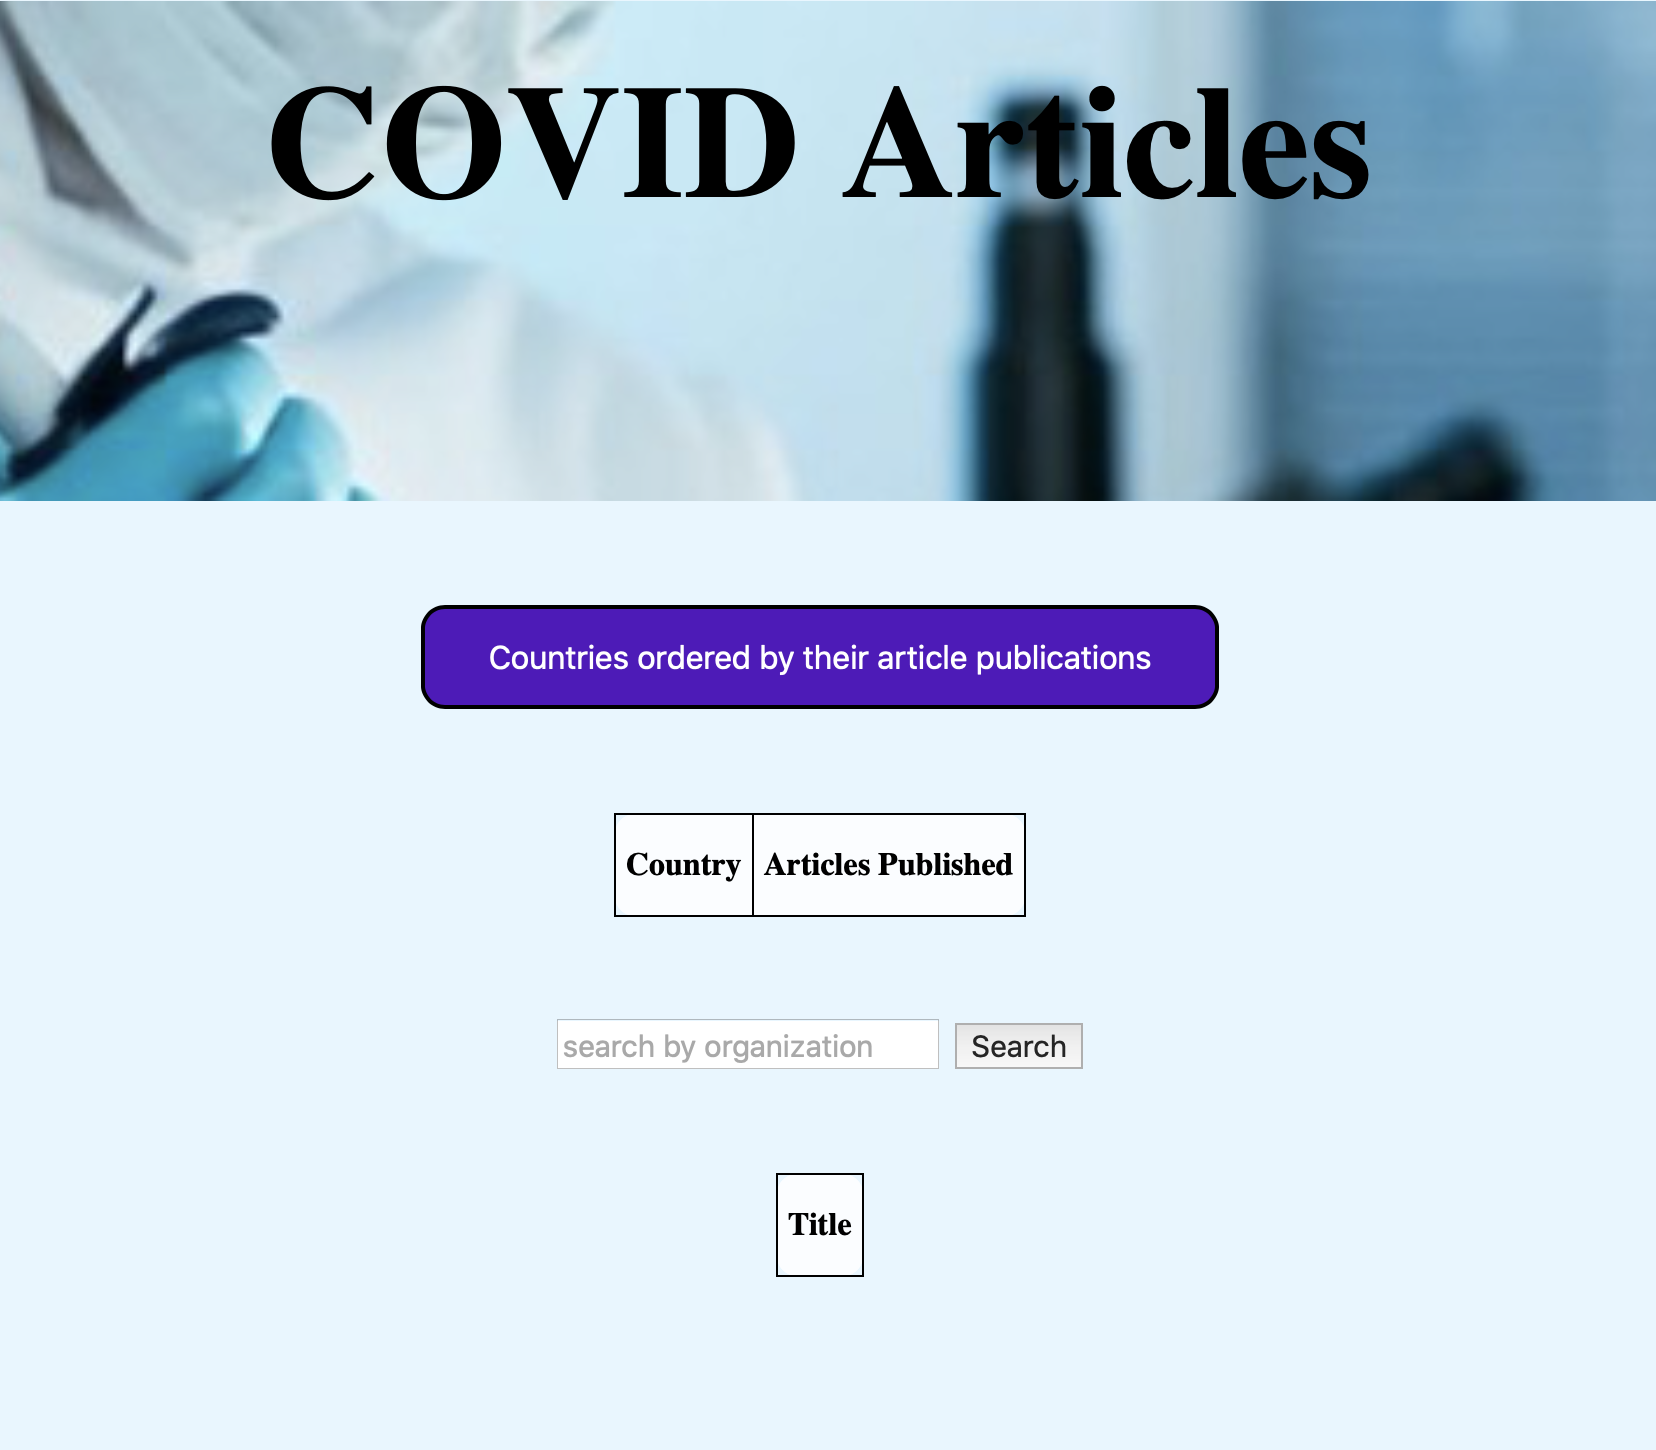 COVID Articles
Countries ordered by their article publications
Country Articles Published
search by organization Search
Title